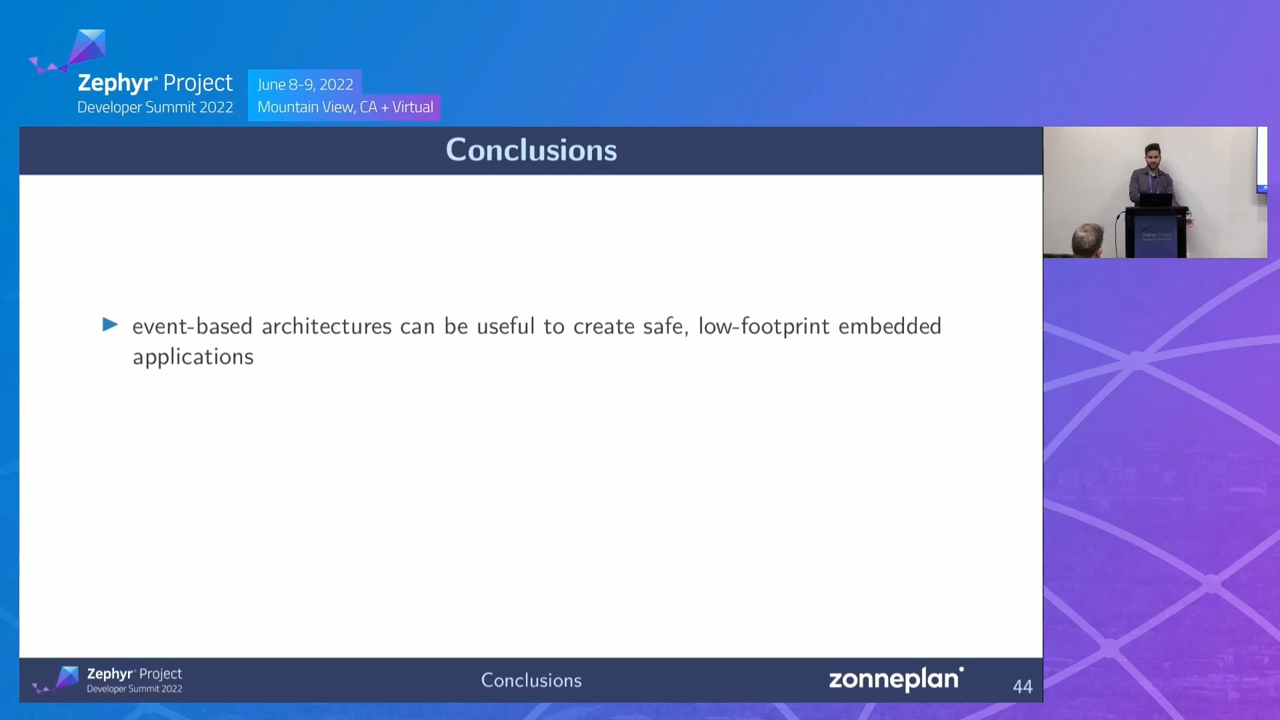 Zephyr® Project
Developer Summit 2022
June 8-9, 2022
Mountain View, CA + Virtual
Conclusions
event-based architectures can be useful to create safe, low-footprint embedded
applications
Zephyr® Project
Developer Summit 2022
Conclusions
zonneplan
44